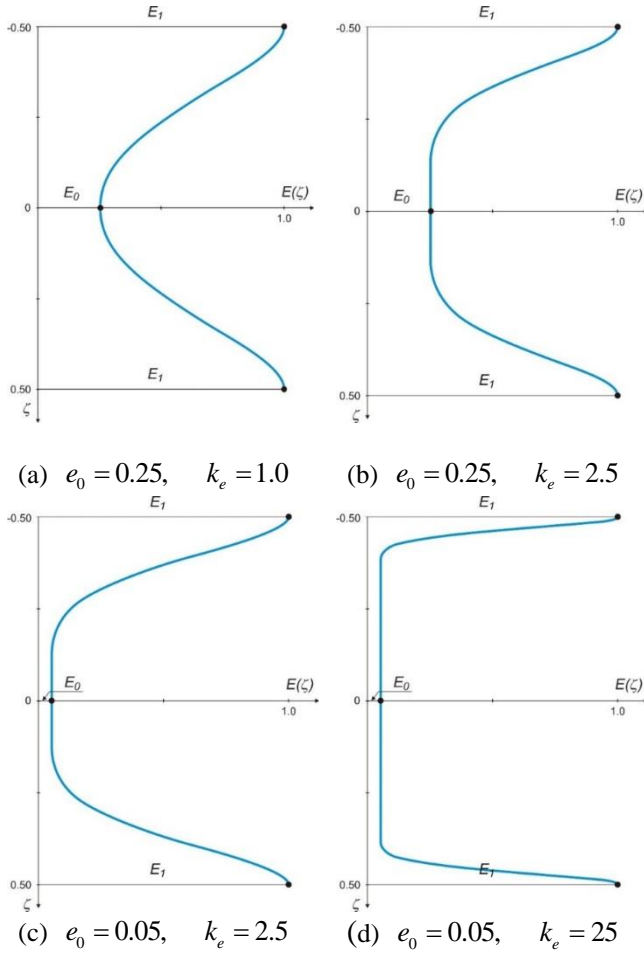 E₁
-0.50
E₀
E(ζ)
0
1.0
E₁
0.50
ζ
E₁
-0.50
E(ζ)
0
E₀
1.0
E₁
0.50
ζ
(a) e₀ = 0.25, kₑ = 1.0
(b) e₀ = 0.25, kₑ = 2.5
E₁
-0.50
E₀
E(ζ)
0
1.0
E₁
0.50
ζ
E₁
-0.50
E₀
E(ζ)
0
1.0
E₁
0.50
ζ
(c) e₀ = 0.05, kₑ = 2.5
(d) e₀ = 0.05, kₑ = 25